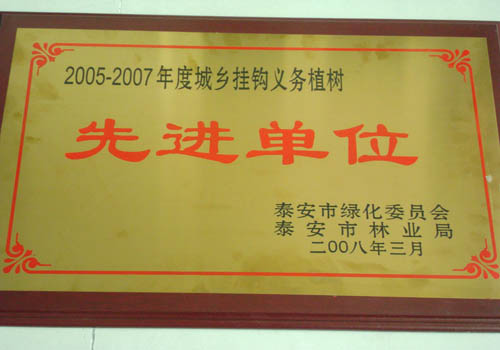 2005-2007年度城乡挂钩义务植树
先进单位
泰安市绿化委员会
泰安市林业局
二OO八年三月